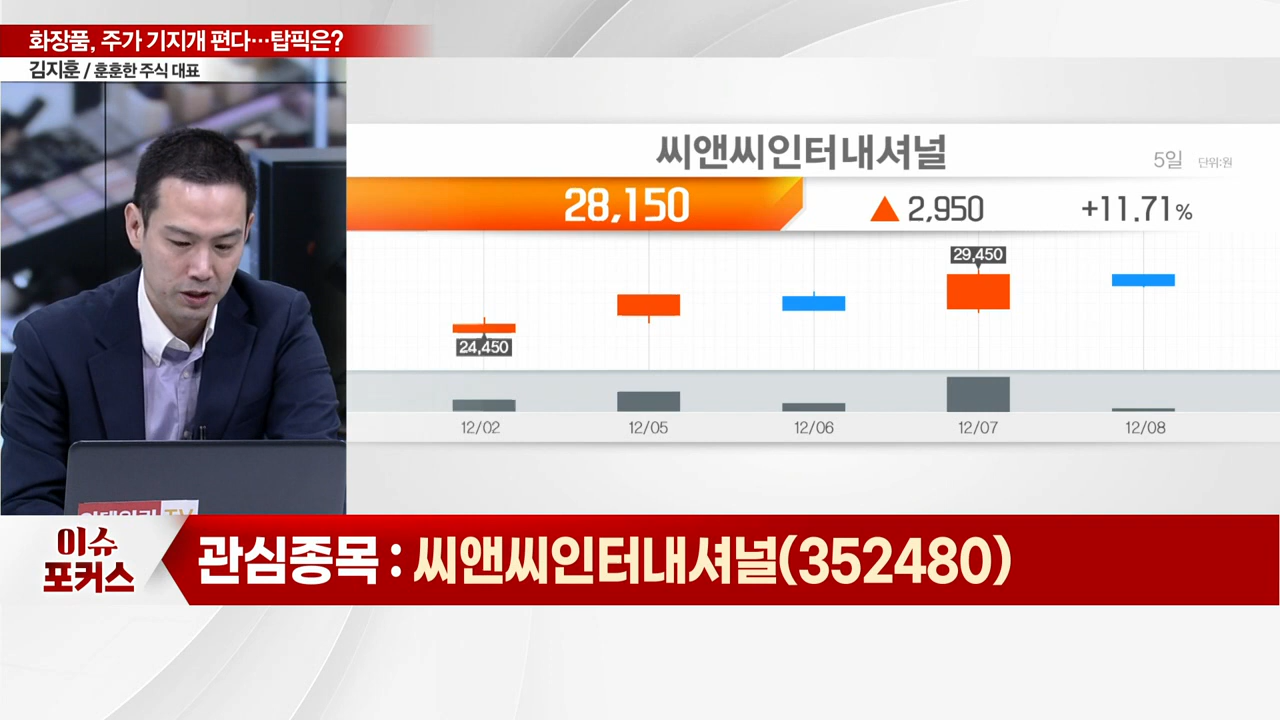 화장품, 주가 기지개 편다…탑픽은?
김지훈 / 훈훈한 주식 대표
씨앤씨인터내셔널
5일 단위:원
28,150 ▲ 2,950 +11.71%
29,450
24,450
12/02 12/05 12/06 12/07 12/08
TV
이슈
포커스
관심종목 : 씨앤씨인터내셔널(352480)